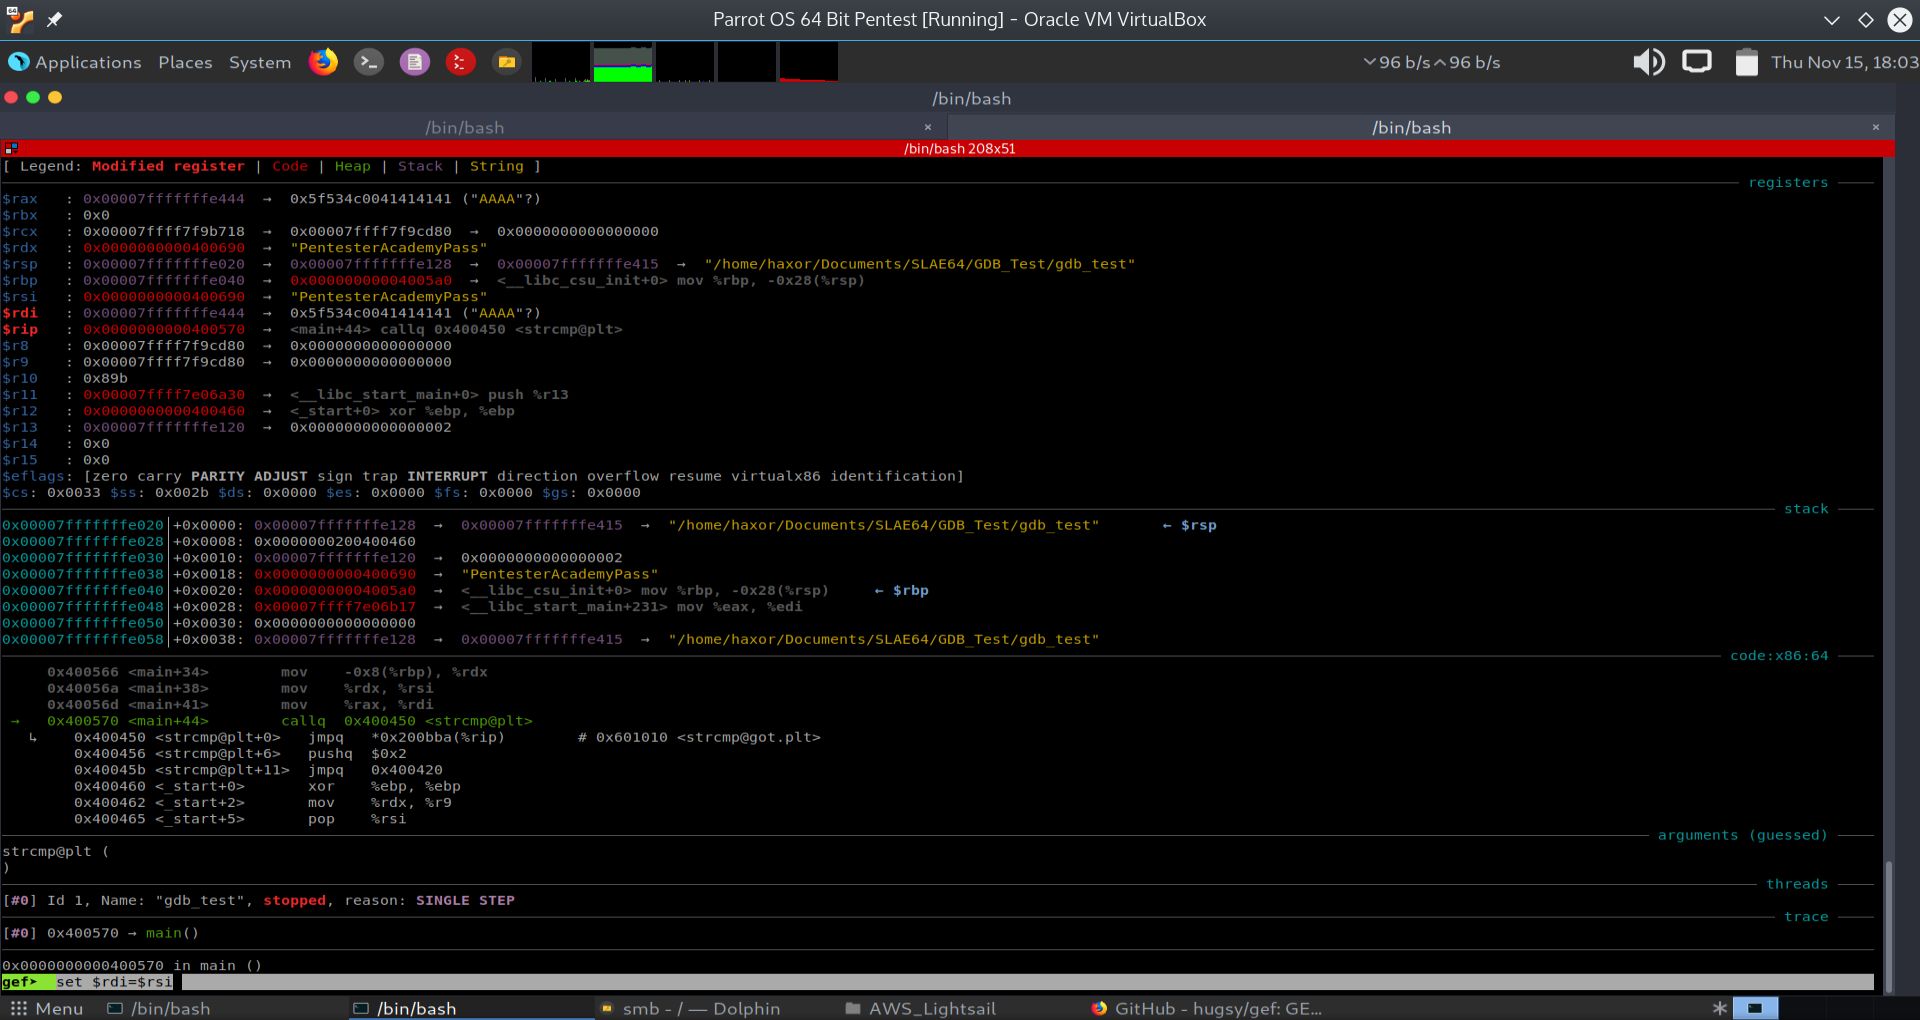 Parrot OS 64 Bit Pentest [Running] - Oracle VM VirtualBox
Applications Places System 96 b/s 96 b/s Thu Nov 15, 18:03
/bin/bash
/bin/bash × /bin/bash ×
/bin/bash 208x51
[ Legend: Modified register | Code | Heap | Stack | String ]
registers
$rax : 0x00007fffffffe444 → 0x5f534c0041414141 ("AAAA"?)
$rbx : 0x0
$rcx : 0x00007ffff7f9b718 → 0x00007ffff7f9cd80 → 0x0000000000000000
$rdx : 0x0000000000400690 → "PentesterAcademyPass"
$rsp : 0x00007fffffffe020 → 0x00007fffffffe128 → 0x00007fffffffe415 → "/home/haxor/Documents/SLAE64/GDB_Test/gdb_test"
$rbp : 0x00007fffffffe040 → 0x00000000004005a0 → <__libc_csu_init+0> mov %rbp, -0x28(%rsp)
$rsi : 0x0000000000400690 → "PentesterAcademyPass"
$rdi : 0x00007fffffffe444 → 0x5f534c0041414141 ("AAAA"?)
$rip : 0x0000000000400570 → <main+44> callq 0x400450 <strcmp@plt>
$r8 : 0x00007ffff7f9cd80 → 0x0000000000000000
$r9 : 0x00007ffff7f9cd80 → 0x0000000000000000
$r10 : 0x89b
$r11 : 0x00007ffff7e06a30 → <__libc_start_main+0> push %r13
$r12 : 0x0000000000400460 → <_start+0> xor %ebp, %ebp
$r13 : 0x00007fffffffe120 → 0x0000000000000002
$r14 : 0x0
$r15 : 0x0
$eflags: [zero carry PARITY ADJUST sign trap INTERRUPT direction overflow resume virtualx86 identification]
$cs: 0x0033 $ss: 0x002b $ds: 0x0000 $es: 0x0000 $fs: 0x0000 $gs: 0x0000
stack
0x00007fffffffe020│+0x0000: 0x00007fffffffe128 → 0x00007fffffffe415 → "/home/haxor/Documents/SLAE64/GDB_Test/gdb_test" ← $rsp
0x00007fffffffe028│+0x0008: 0x0000000200400460
0x00007fffffffe030│+0x0010: 0x00007fffffffe120 → 0x0000000000000002
0x00007fffffffe038│+0x0018: 0x0000000000400690 → "PentesterAcademyPass"
0x00007fffffffe040│+0x0020: 0x00000000004005a0 → <__libc_csu_init+0> mov %rbp, -0x28(%rsp) ← $rbp
0x00007fffffffe048│+0x0028: 0x00007ffff7e06b17 → <__libc_start_main+231> mov %eax, %edi
0x00007fffffffe050│+0x0030: 0x0000000000000000
0x00007fffffffe058│+0x0038: 0x00007fffffffe128 → 0x00007fffffffe415 → "/home/haxor/Documents/SLAE64/GDB_Test/gdb_test"
code:x86:64
0x400566 <main+34> mov -0x8(%rbp), %rdx
0x40056a <main+38> mov %rdx, %rsi
0x40056d <main+41> mov %rax, %rdi
→ 0x400570 <main+44> callq 0x400450 <strcmp@plt>
↳ 0x400450 <strcmp@plt+0> jmpq *0x200bba(%rip) # 0x601010 <strcmp@got.plt>
0x400456 <strcmp@plt+6> pushq $0x2
0x40045b <strcmp@plt+11> jmpq 0x400420
0x400460 <_start+0> xor %ebp, %ebp
0x400462 <_start+2> mov %rdx, %r9
0x400465 <_start+5> pop %rsi
arguments (guessed)
strcmp@plt (
)
threads
[#0] Id 1, Name: "gdb_test", stopped, reason: SINGLE STEP
trace
[#0] 0x400570 → main()
0x0000000000400570 in main ()
gef➤ set $rdi=$rsi
Menu /bin/bash /bin/bash smb - / — Dolphin AWS_Lightsail GitHub - hugsy/gef: GE...